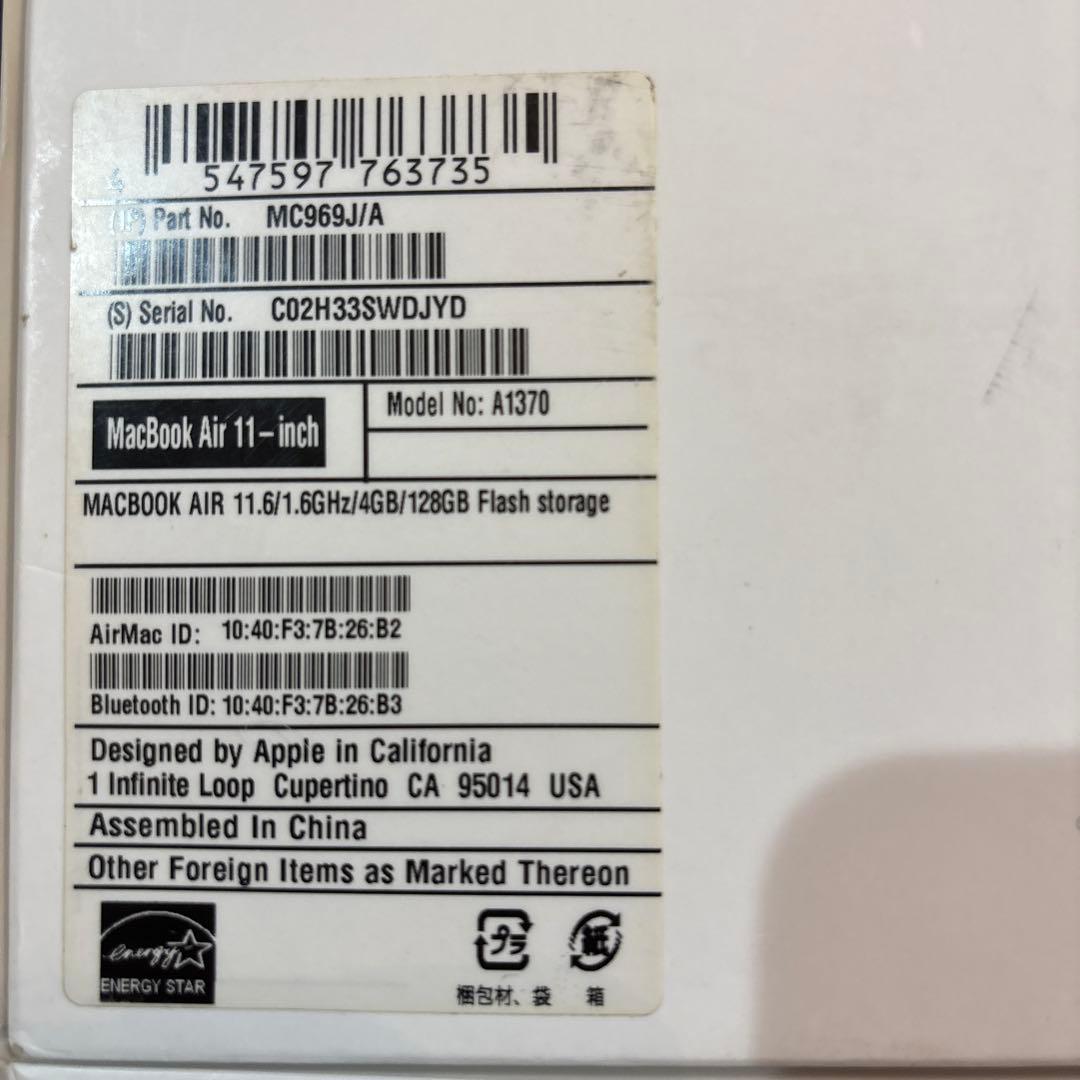 4 547597 763735
(1P) Part No. MC969J/A
(S) Serial No. C02H33SWDJYD
MacBook Air 11-inch
Model No: A1370
MACBOOK AIR 11.6/1.6GHz/4GB/128GB Flash storage
AirMac ID: 10:40:F3:7B:26:B2
Bluetooth ID: 10:40:F3:7B:26:B3
Designed by Apple in California
1 Infinite Loop Cupertino CA 95014 USA
Assembled In China
Other Foreign Items as Marked Thereon
energy
ENERGY STAR
プラ
紙
梱包材、袋
箱